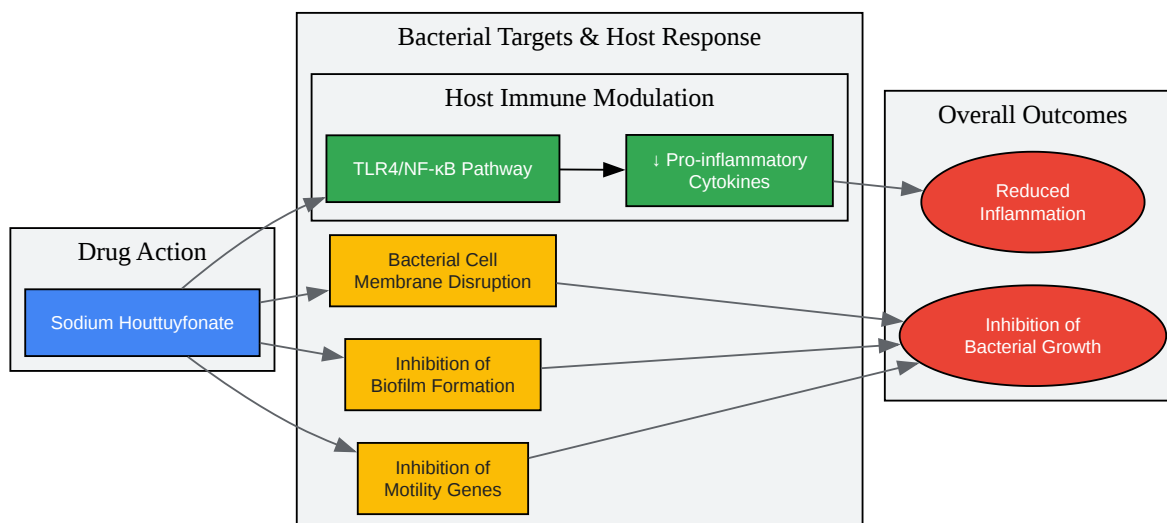 Bacterial Targets & Host Response
Host Immune Modulation
Overall Outcomes
TLR4/NF-κB Pathway
↓ Pro-inflammatory
Cytokines
Reduced
Inflammation
Drug Action
Bacterial Cell
Membrane Disruption
Sodium Houttuyfonate
Inhibition of
Bacterial Growth
Inhibition of
Biofilm Formation
Inhibition of
Motility Genes